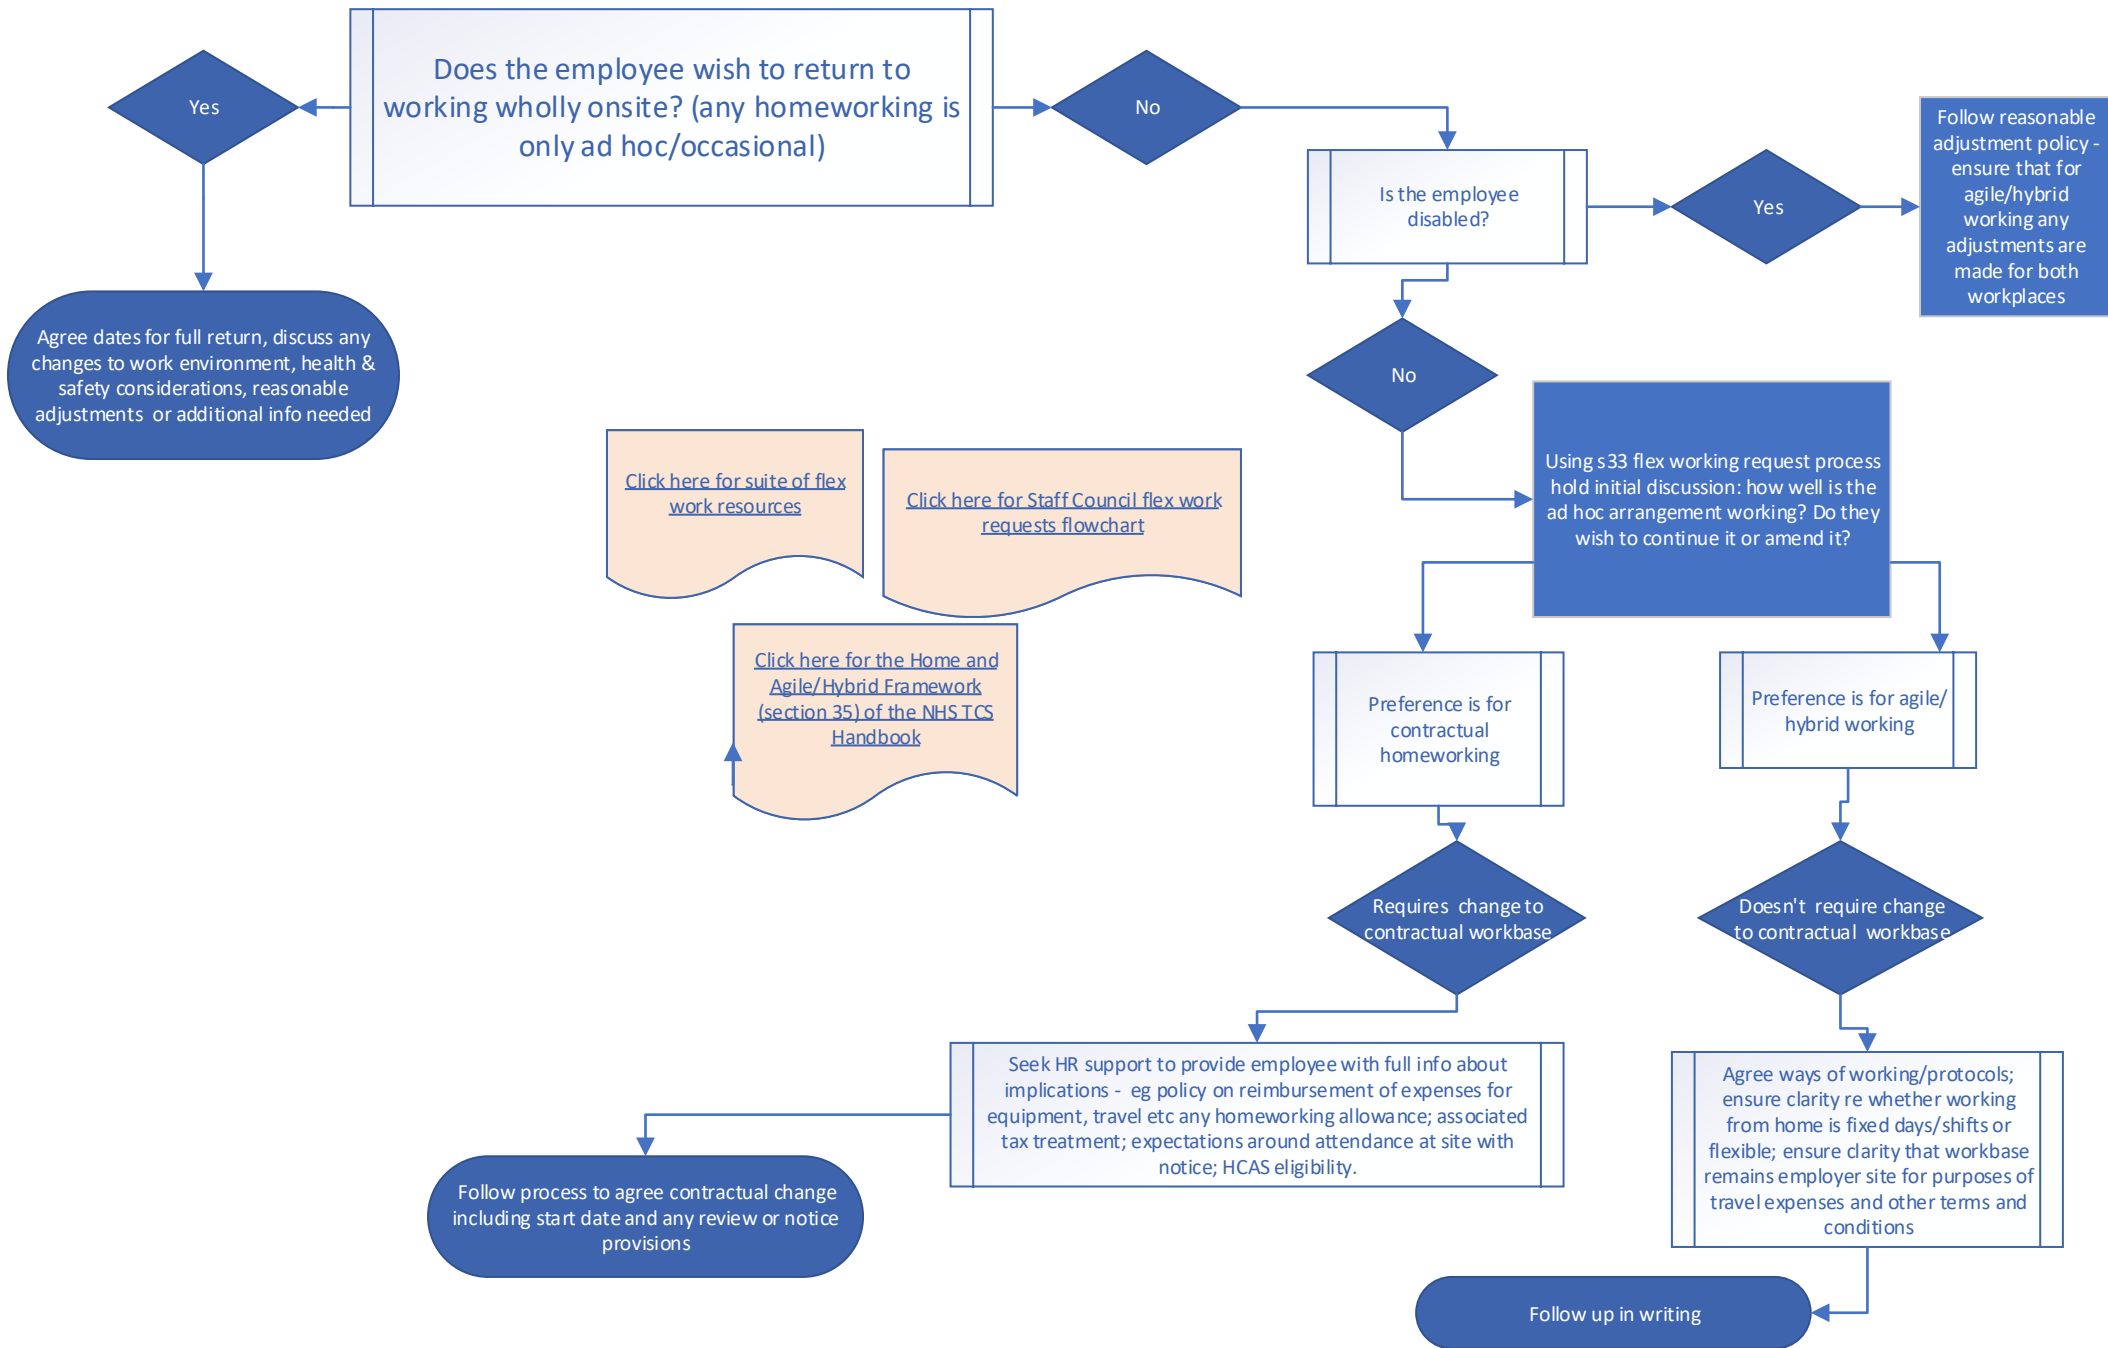 Does the employee wish to return to
working wholly onsite? (any homeworking is
only ad hoc/occasional)
Yes
No
Agree dates for full return, discuss any
changes to work environment, health &
safety considerations, reasonable
adjustments or additional info needed
Is the employee
disabled?
Yes
Follow reasonable
adjustment policy -
ensure that for
agile/hybrid
working any
adjustments are
made for both
workplaces
No
Using s33 flex working request process
hold initial discussion: how well is the
ad hoc arrangement working? Do they
wish to continue it or amend it?
Click here for suite of flex
work resources
Click here for Staff Council flex work
requests flowchart
Click here for the Home and
Agile/Hybrid Framework
(section 35) of the NHS TCS
Handbook
Preference is for
contractual
homeworking
Preference is for agile/
hybrid working
Requires change to
contractual workbase
Doesn't require change
to contractual workbase
Seek HR support to provide employee with full info about
implications - eg policy on reimbursement of expenses for
equipment, travel etc any homeworking allowance; associated
tax treatment; expectations around attendance at site with
notice; HCAS eligibility.
Agree ways of working/protocols;
ensure clarity re whether working
from home is fixed days/shifts or
flexible; ensure clarity that workbase
remains employer site for purposes of
travel expenses and other terms and
conditions
Follow process to agree contractual change
including start date and any review or notice
provisions
Follow up in writing